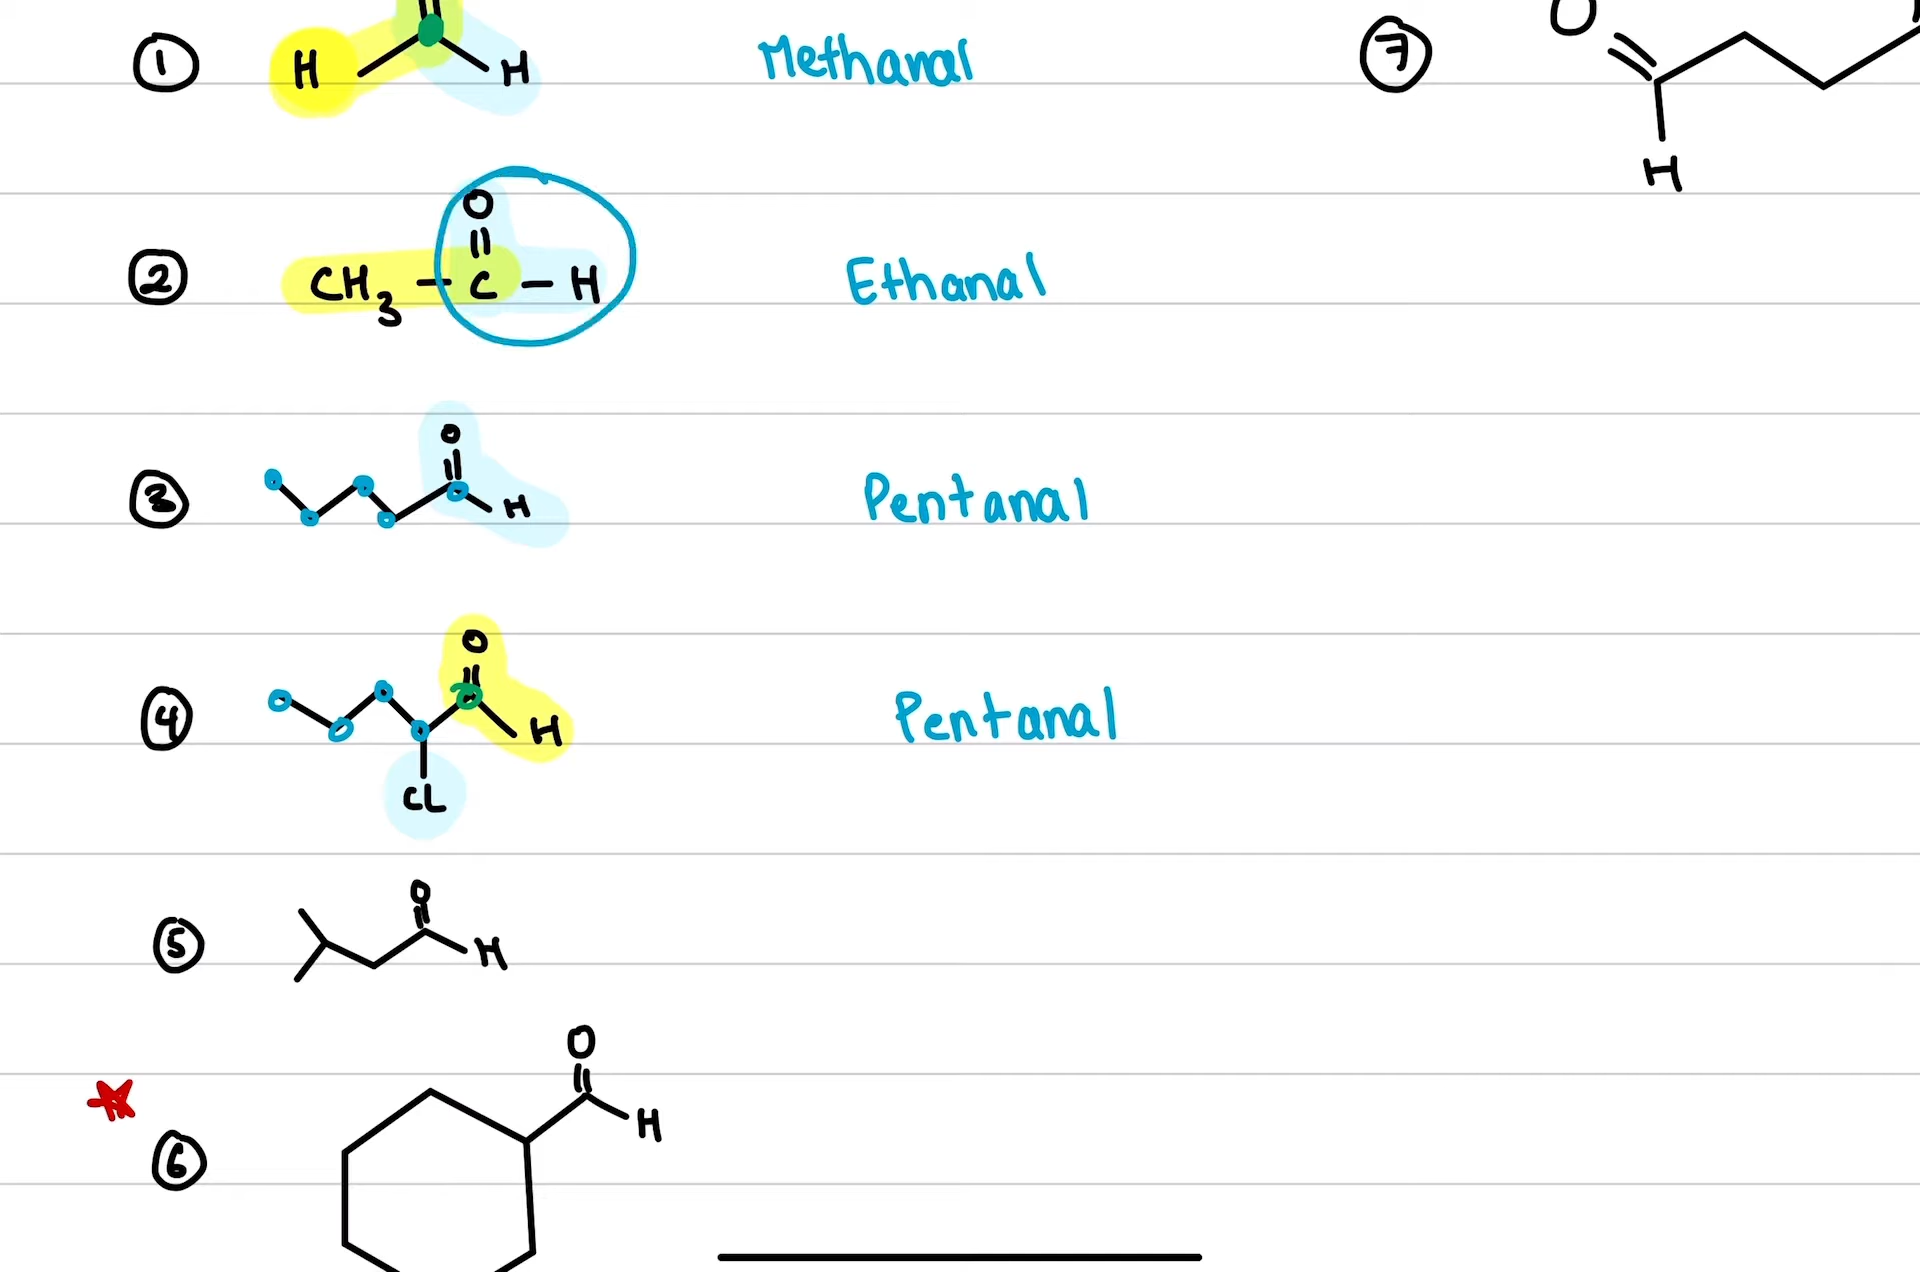 ① H H Methanal
⑦ O H
O
② CH₃ - C - H Ethanal
O
③ H Pentanal
O
④ H Pentanal
CL
O
⑤ H
O
⑥ H